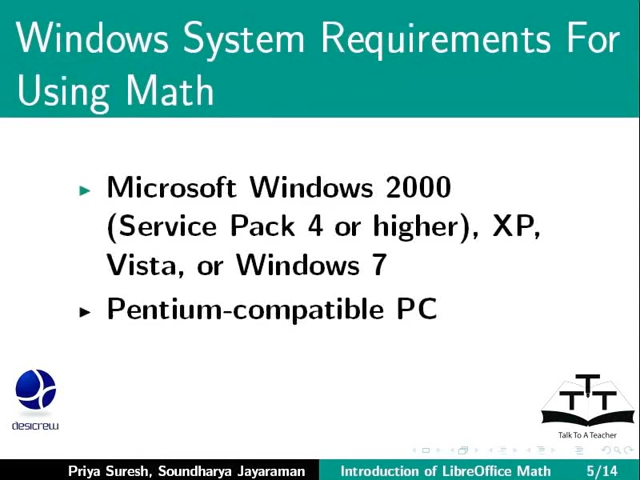 Windows System Requirements For
Using Math
Microsoft Windows 2000
(Service Pack 4 or higher), XP,
Vista, or Windows 7
Pentium-compatible PC
desicrew
TTT
Talk To A Teacher
Priya Suresh, Soundharya Jayaraman Introduction of LibreOffice Math 5/14